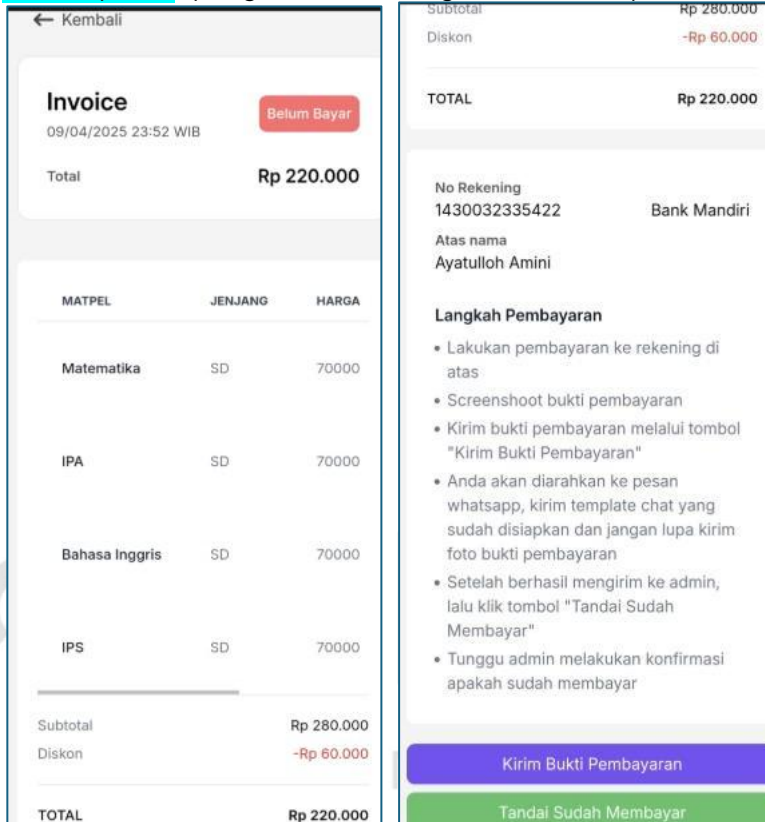 ← Kembali
Invoice
Belum Bayar
09/04/2025 23:52 WIB
Total Rp 220.000
MATPEL JENJANG HARGA
Matematika SD 70000
IPA SD 70000
Bahasa Inggris SD 70000
IPS SD 70000
Subtotal Rp 280.000
Diskon -Rp 60.000
TOTAL Rp 220.000
Subtotal Rp 280.000
Diskon -Rp 60.000
TOTAL Rp 220.000
No Rekening
1430032335422 Bank Mandiri
Atas nama
Ayatulloh Amini
Langkah Pembayaran
• Lakukan pembayaran ke rekening di
atas
• Screenshoot bukti pembayaran
• Kirim bukti pembayaran melalui tombol
"Kirim Bukti Pembayaran"
• Anda akan diarahkan ke pesan
whatsapp, kirim template chat yang
sudah disiapkan dan jangan lupa kirim
foto bukti pembayaran
• Setelah berhasil mengirim ke admin,
lalu klik tombol "Tandai Sudah
Membayar"
• Tunggu admin melakukan konfirmasi
apakah sudah membayar
Kirim Bukti Pembayaran
Tandai Sudah Membayar